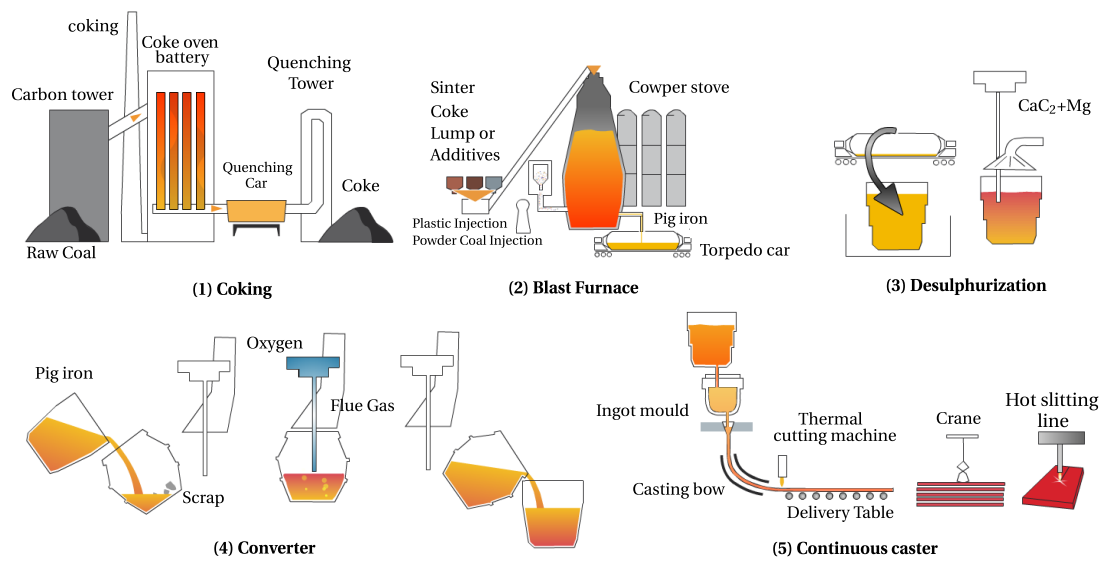 coking
Coke oven
battery
Carbon tower
Quenching
Tower
Quenching
Car
Coke
Raw Coal
(1) Coking
Sinter
Coke
Lump or
Additives
Cowper stove
Plastic Injection
Powder Coal Injection
Pig iron
Torpedo car
(2) Blast Furnace
CaC₂+Mg
(3) Desulphurization
Pig iron
Scrap
Oxygen
Flue Gas
(4) Converter
Ingot mould
Casting bow
Thermal
cutting machine
Delivery Table
Crane
Hot slitting
line
(5) Continuous caster